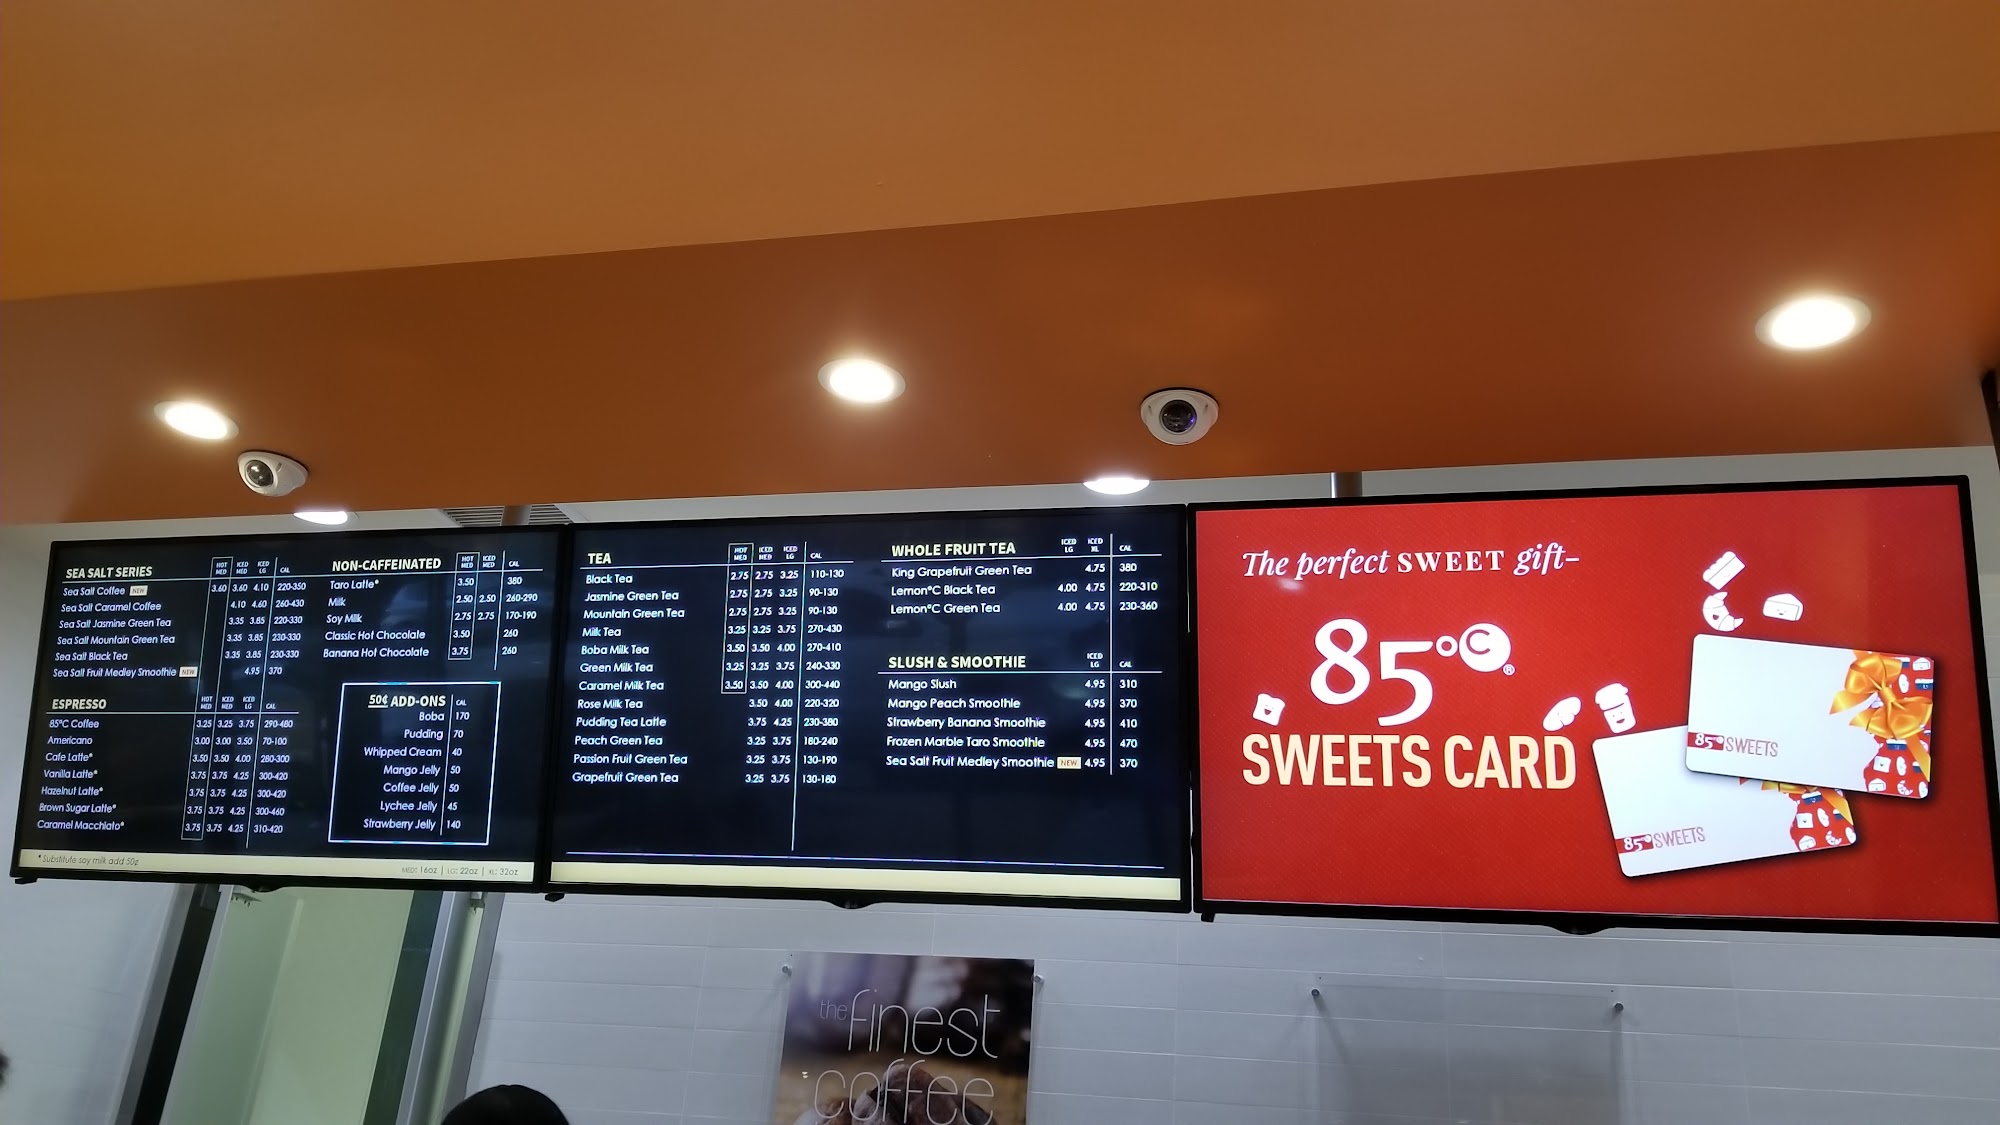 SEA SALT SERIES HOT MED ICED MED ICED LG CAL
Sea Salt Coffee NEW 3.60 3.60 4.10 220-350
Sea Salt Caramel Coffee 4.10 4.60 260-430
Sea Salt Jasmine Green Tea 3.35 3.85 220-330
Sea Salt Mountain Green Tea 3.35 3.85 230-330
Sea Salt Black Tea 3.35 3.85 230-330
Sea Salt Fruit Medley Smoothie NEW 4.95 370
ESPRESSO HOT MED ICED MED ICED LG CAL
85°C Coffee 3.25 3.25 3.75 290-480
Americano 3.00 3.00 3.50 70-100
Cafe Latte* 3.50 3.50 4.00 280-300
Vanilla Latte* 3.75 3.75 4.25 300-420
Hazelnut Latte* 3.75 3.75 4.25 300-420
Brown Sugar Latte* 3.75 3.75 4.25 300-460
Caramel Macchiato* 3.75 3.75 4.25 310-420
*Substitute soy milk add 50¢
NON-CAFFEINATED HOT MED ICED MED CAL
Taro Latte* 3.50 380
Milk 2.50 2.50 260-290
Soy Milk 2.75 2.75 170-190
Classic Hot Chocolate 3.50 260
Banana Hot Chocolate 3.75 260
50¢ ADD-ONS CAL
Boba 170
Pudding 70
Whipped Cream 40
Mango Jelly 50
Coffee Jelly 50
Lychee Jelly 45
Strawberry Jelly 140
MED: 16oz | LG: 22oz | XL: 32oz
TEA HOT MED ICED MED ICED LG CAL
Black Tea 2.75 2.75 3.25 110-130
Jasmine Green Tea 2.75 2.75 3.25 90-130
Mountain Green Tea 2.75 2.75 3.25 90-130
Milk Tea 3.25 3.25 3.75 270-430
Boba Milk Tea 3.50 3.50 4.00 270-410
Green Milk Tea 3.25 3.25 3.75 240-330
Caramel Milk Tea 3.50 3.50 4.00 300-440
Rose Milk Tea 3.50 4.00 220-320
Pudding Tea Latte 3.75 4.25 230-380
Peach Green Tea 3.25 3.75 180-240
Passion Fruit Green Tea 3.25 3.75 130-190
Grapefruit Green Tea 3.25 3.75 130-180
WHOLE FRUIT TEA ICED LG ICED XL CAL
King Grapefruit Green Tea 4.75 380
Lemon°C Black Tea 4.00 4.75 220-310
Lemon°C Green Tea 4.00 4.75 230-360
SLUSH & SMOOTHIE ICED LG CAL
Mango Slush 4.95 310
Mango Peach Smoothie 4.95 370
Strawberry Banana Smoothie 4.95 410
Frozen Marble Taro Smoothie 4.95 470
Sea Salt Fruit Medley Smoothie NEW 4.95 370
The perfect SWEET gift–
85°C®
SWEETS CARD
85° SWEETS
85° SWEETS
the finest
coffee